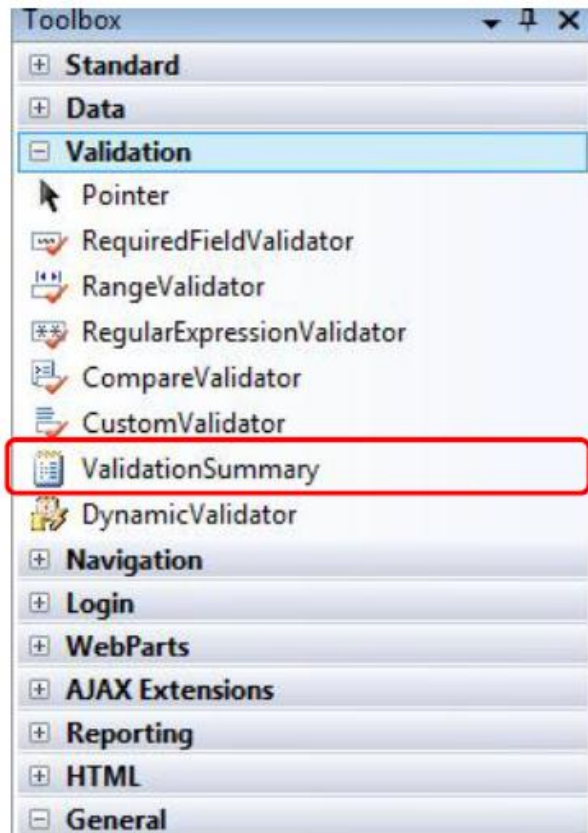 Toolbox
Standard
Data
Validation
Pointer
RequiredFieldValidator
RangeValidator
RegularExpressionValidator
CompareValidator
CustomValidator
ValidationSummary
DynamicValidator
Navigation
Login
WebParts
AJAX Extensions
Reporting
HTML
General